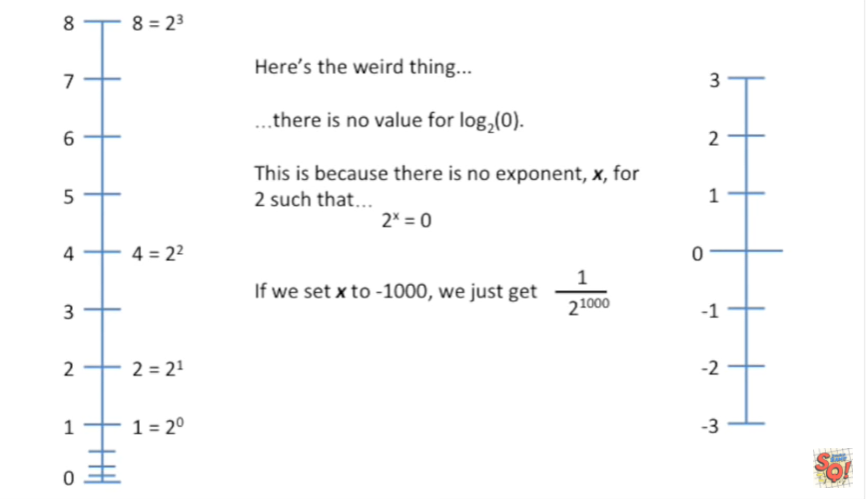 8 8 = 2³
7
6
5
4 4 = 2²
3
2 2 = 2¹
1 1 = 2⁰
0
Here's the weird thing...
...there is no value for log₂(0).
This is because there is no exponent, x, for
2 such that...
2ˣ = 0
If we set x to -1000, we just get 1
2¹⁰⁰⁰
3
2
1
0
-1
-2
-3
SQ!